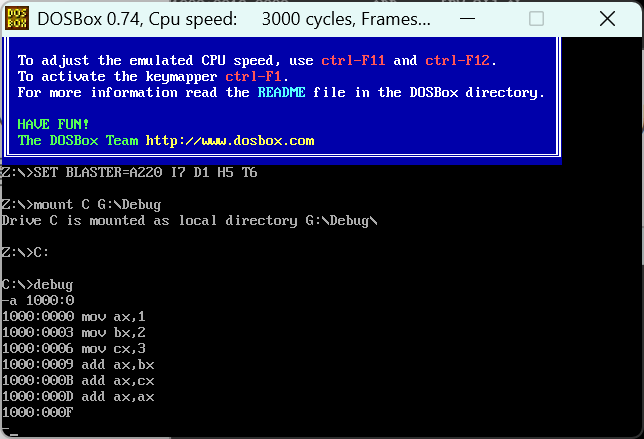 DOS
BOX
DOSBox 0.74, Cpu speed: 3000 cycles, Frames...
To adjust the emulated CPU speed, use ctrl-F11 and ctrl-F12.
To activate the keymapper ctrl-F1.
For more information read the README file in the DOSBox directory.
HAVE FUN!
The DOSBox Team http://www.dosbox.com
Z:\>SET BLASTER=A220 I7 D1 H5 T6
Z:\>mount C G:\Debug
Drive C is mounted as local directory G:\Debug\
Z:\>C:
C:\>debug
-a 1000:0
1000:0000 mov ax,1
1000:0003 mov bx,2
1000:0006 mov cx,3
1000:0009 add ax,bx
1000:000B add ax,cx
1000:000D add ax,ax
1000:000F
-_